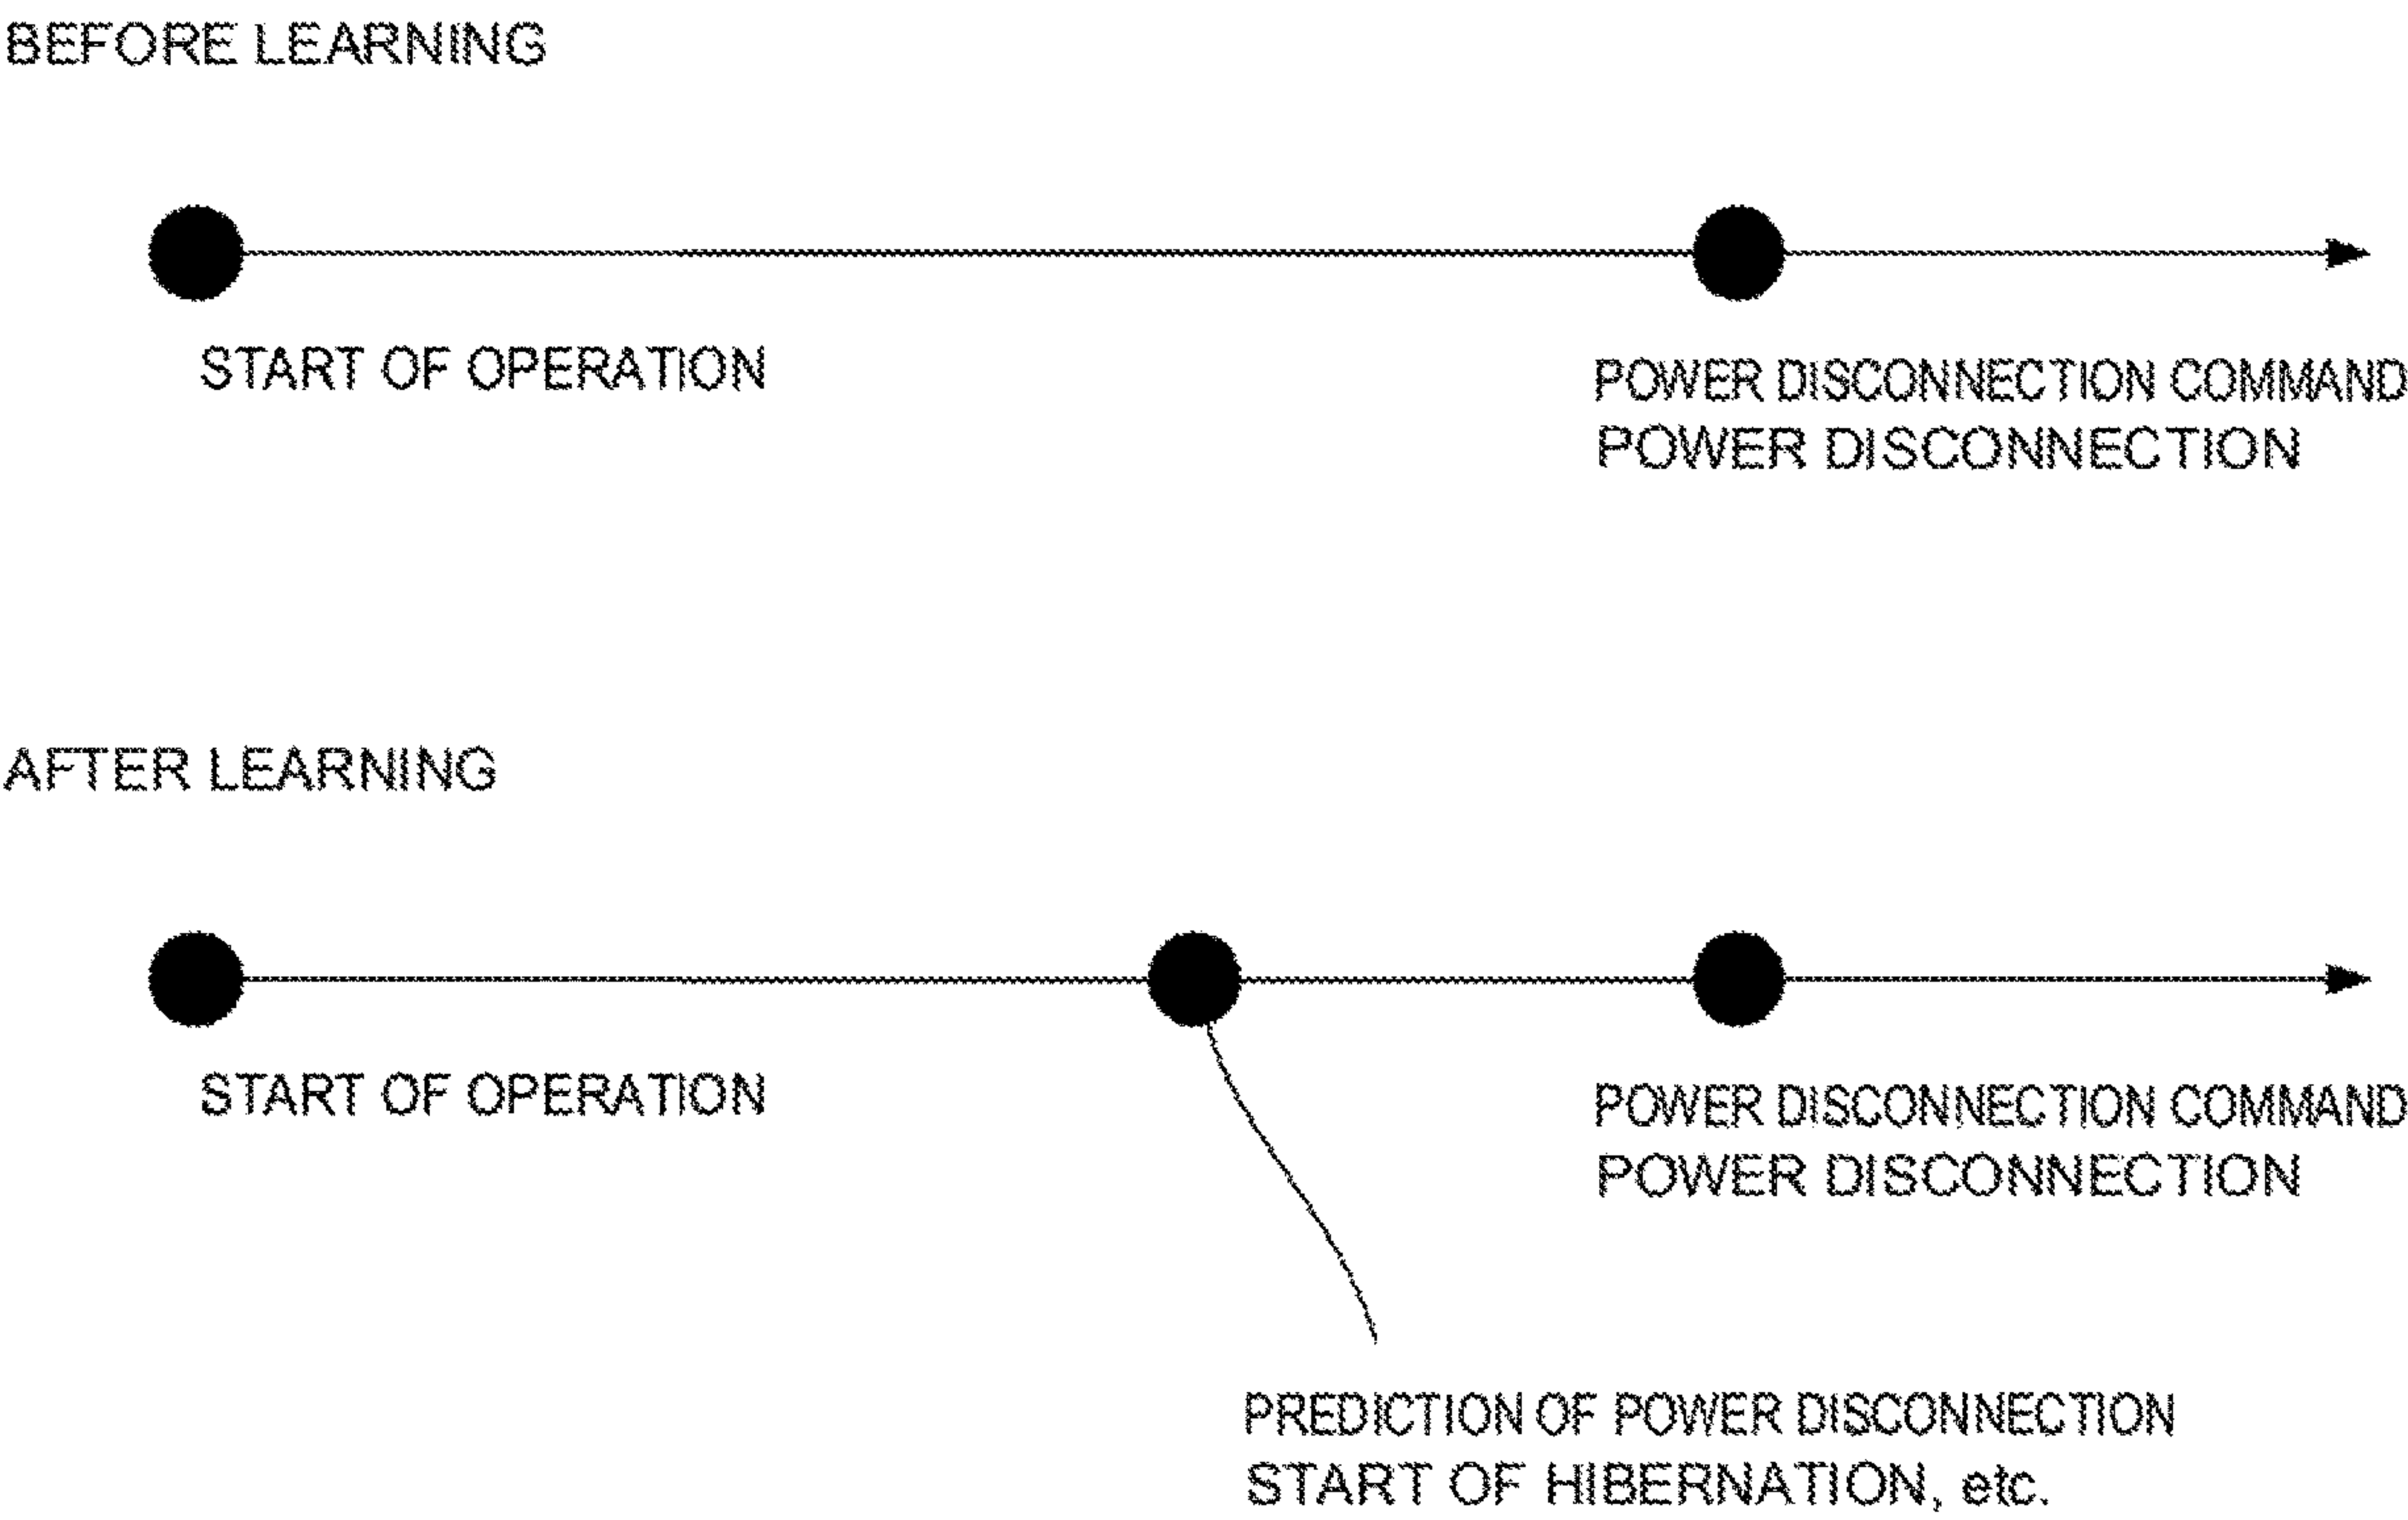 BEFORE LEARNING
START OF OPERATION
POWER DISCONNECTION COMMAND
POWER DISCONNECTION
AFTER LEARNING
START OF OPERATION
POWER DISCONNECTION COMMAND
POWER DISCONNECTION
PREDICTION OF POWER DISCONNECTION
START OF HIBERNATION, etc.